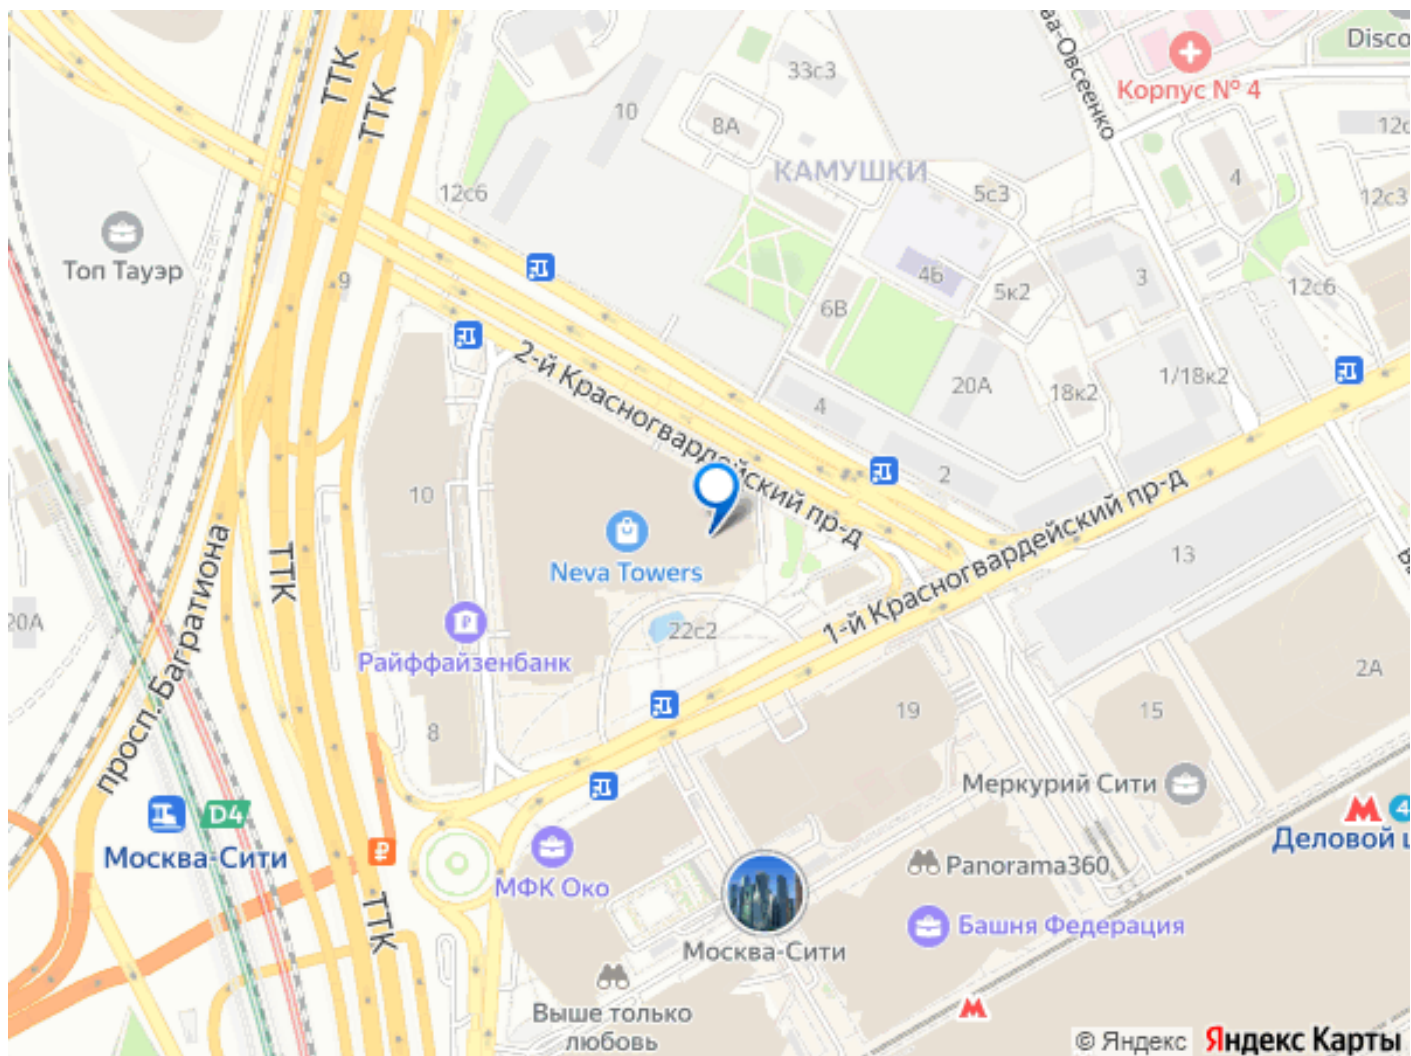 Disco
33с3
ТТК
ТТК
10
8А
Корпус № 4
12с
КАМУШКИ
12с6
5с3
4
12с3
Топ Тауэр
9
4Б
5к2
3
12с6
6В
2-й Красногвардейский пр-д
20А
18к2
1/18к2
4
2
10
Neva Towers
1-й Красногвардейский пр-д
13
ТТК
просп. Багратиона
20А
22с2
Райффайзенбанк
2А
19
15
8
Меркурий Сити
D4
4
Москва-Сити
Деловой ц
МФК Око
Panorama360
ТТК
Башня Федерация
Москва-Сити
Выше только
любовь
© Яндекс Яндекс Карты